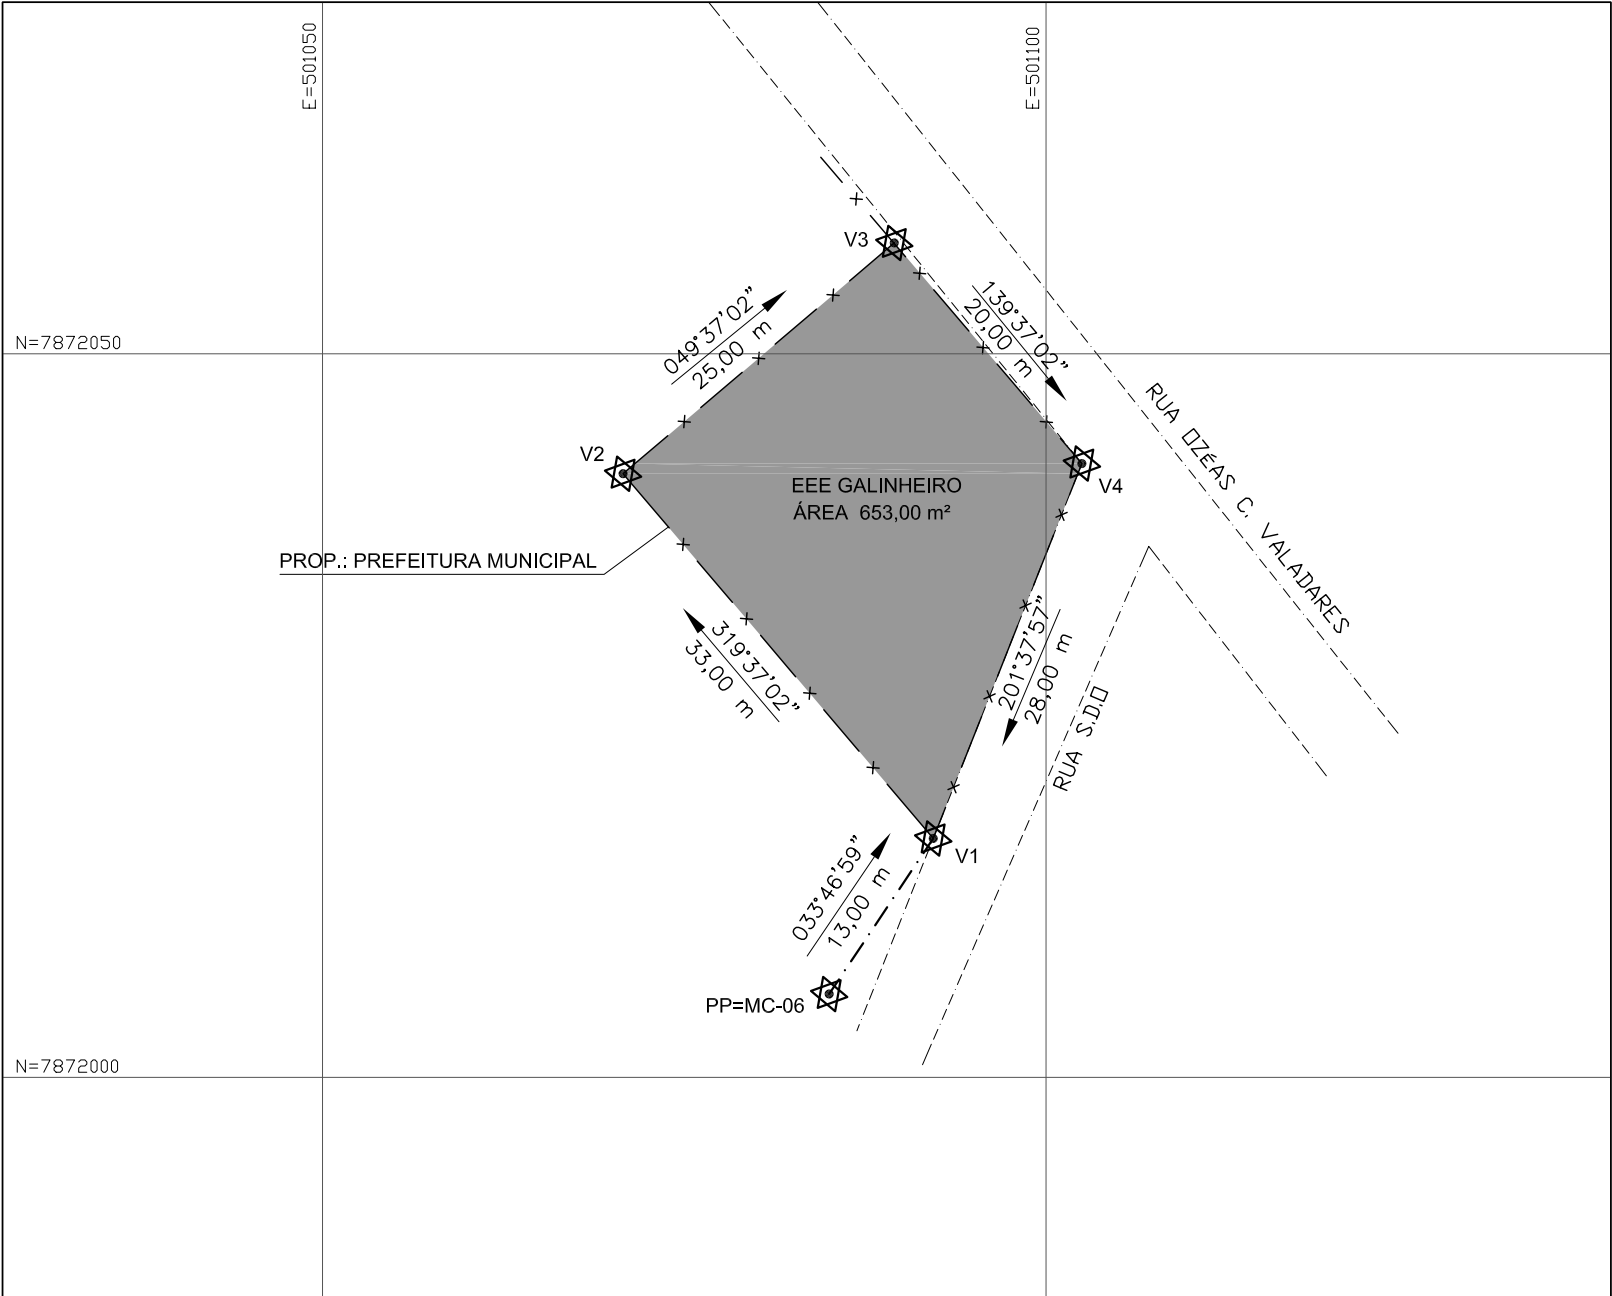 E=501050
E=501100
V3
139°37'02"
20,00 m
049°37'02"
25,00 m
N=7872050
RUA OZÉAS C. VALADARES
V2
V4
EEE GALINHEIRO
ÁREA 653,00 m²
PROP.: PREFEITURA MUNICIPAL
319°37'02"
33,00 m
201°37'57"
28,00 m
RUA S.D.O
V1
033°46'59"
13,00 m
PP=MC-06
N=7872000